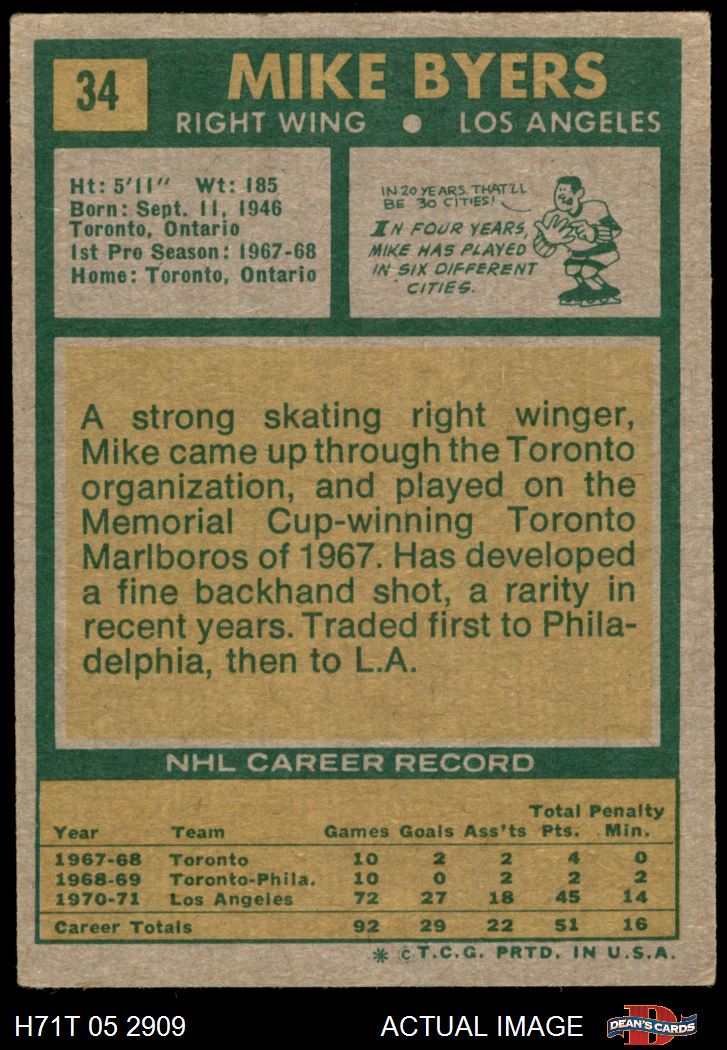 34
MIKE BYERS
RIGHT WING ● LOS ANGELES
Ht: 5'11" Wt: 185
Born: Sept. 11, 1946
Toronto, Ontario
1st Pro Season: 1967-68
Home: Toronto, Ontario
IN 20 YEARS, THAT'LL
BE 30 CITIES!
IN FOUR YEARS,
MIKE HAS PLAYED
IN SIX DIFFERENT
CITIES.
A strong skating right winger,
Mike came up through the Toronto
organization, and played on the
Memorial Cup-winning Toronto
Marlboros of 1967. Has developed
a fine backhand shot, a rarity in
recent years. Traded first to Phila-
delphia, then to L.A.
NHL CAREER RECORD
Total Penalty
Year Team Games Goals Ass'ts Pts. Min.
1967-68 Toronto 10 2 2 4 0
1968-69 Toronto-Phila. 10 0 2 2 2
1970-71 Los Angeles 72 27 18 45 14
Career Totals 92 29 22 51 16
* © T.C.G. PRTD. IN U.S.A.
H71T 05 2909 ACTUAL IMAGE D DEAN'S CARDS